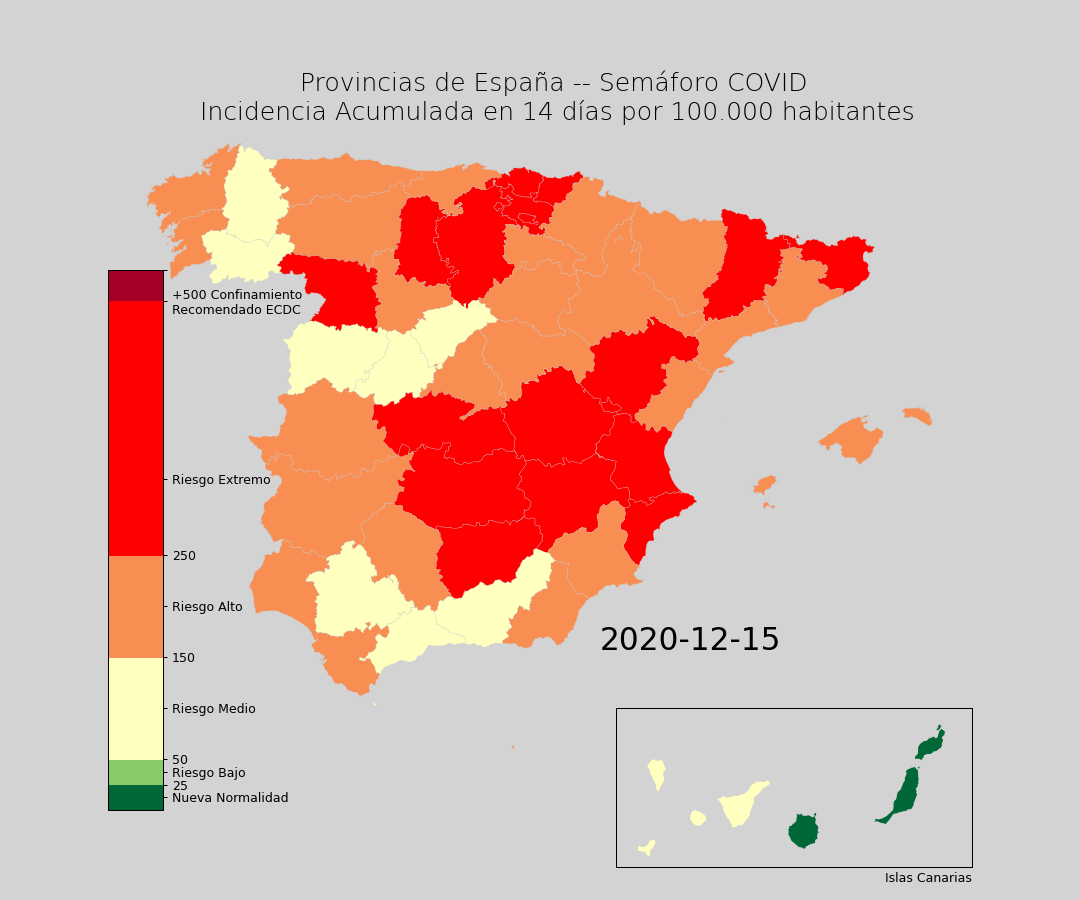 Provincias de España -- Semáforo COVID
Incidencia Acumulada en 14 días por 100.000 habitantes
+500 Confinamiento
Recomendado ECDC
Riesgo Extremo
250
Riesgo Alto
150
Riesgo Medio
50
Riesgo Bajo
25
Nueva Normalidad
2020-12-15
Islas Canarias